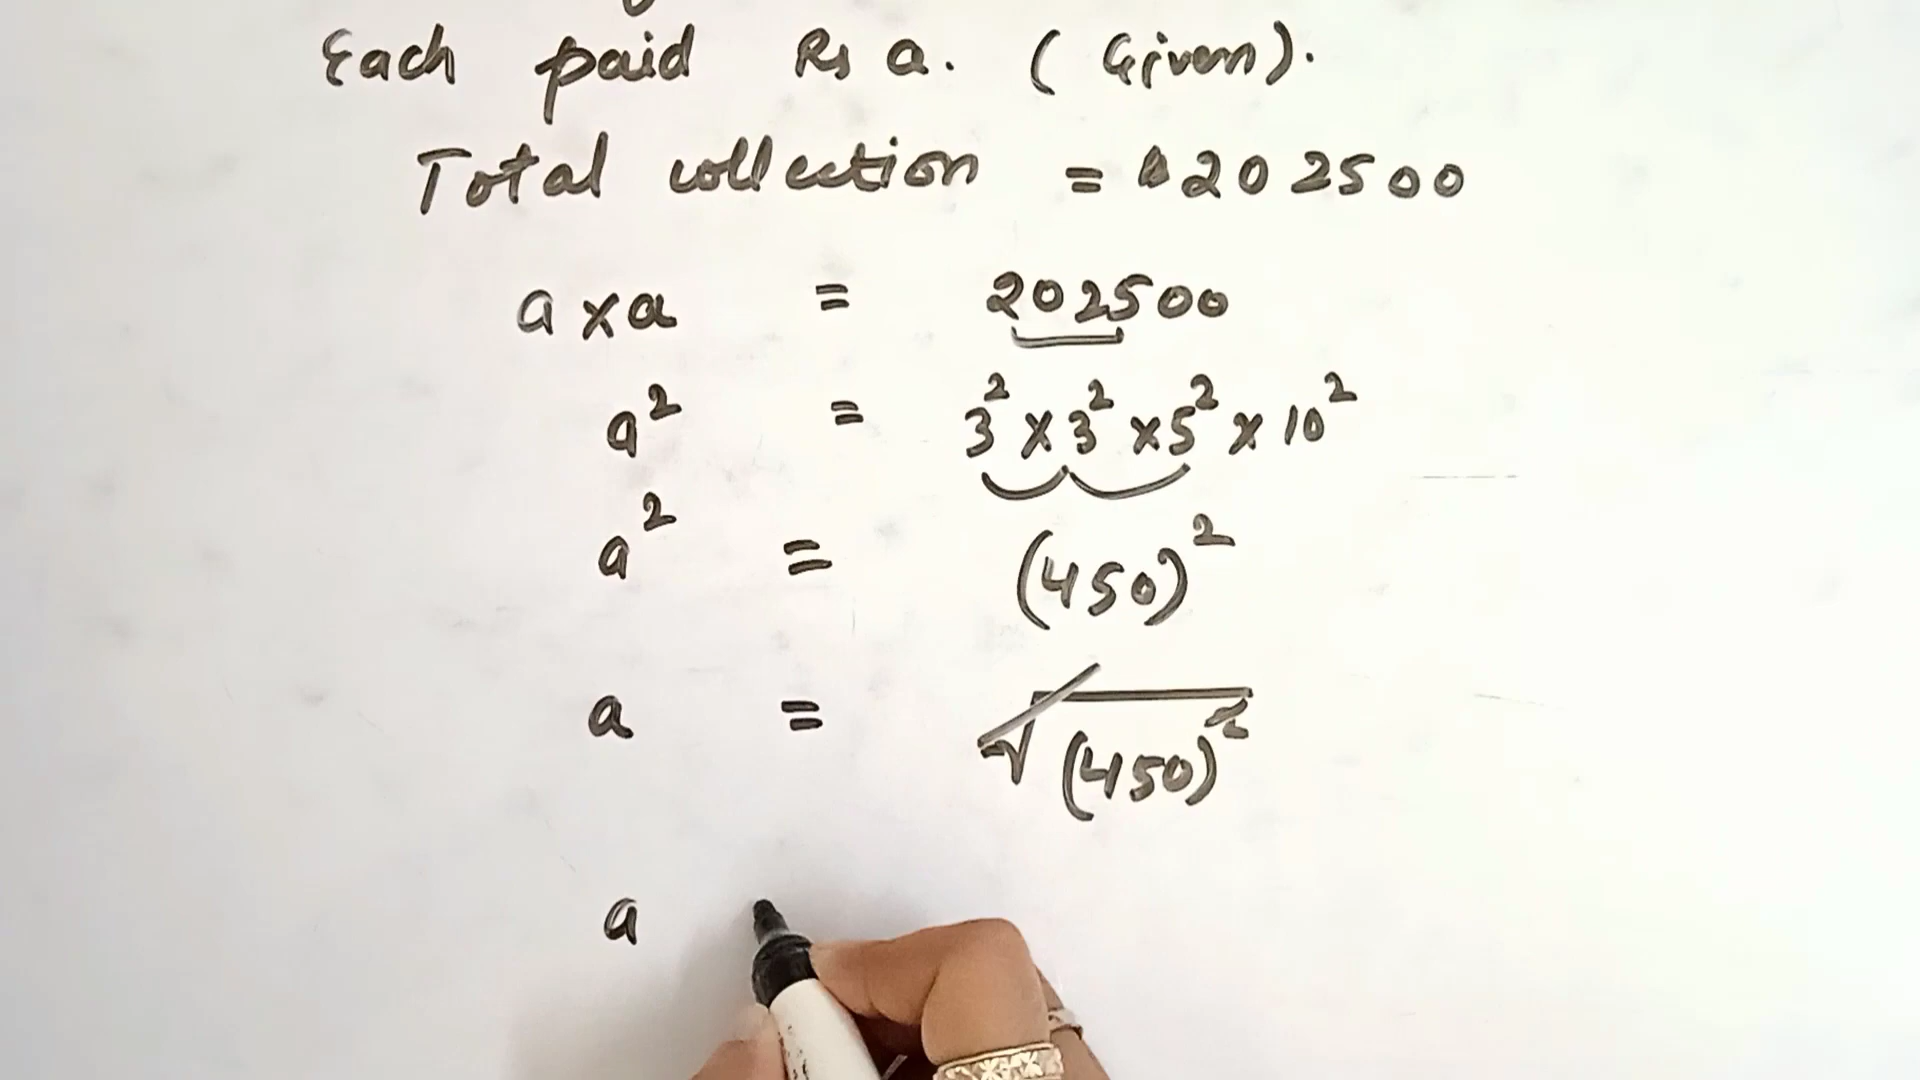 Each paid Rs a. (Given).
Total collection = 202500
a × a = 202500
a² = 3² × 3² × 5² × 10²
a² = (450)²
a = √(450)²
a